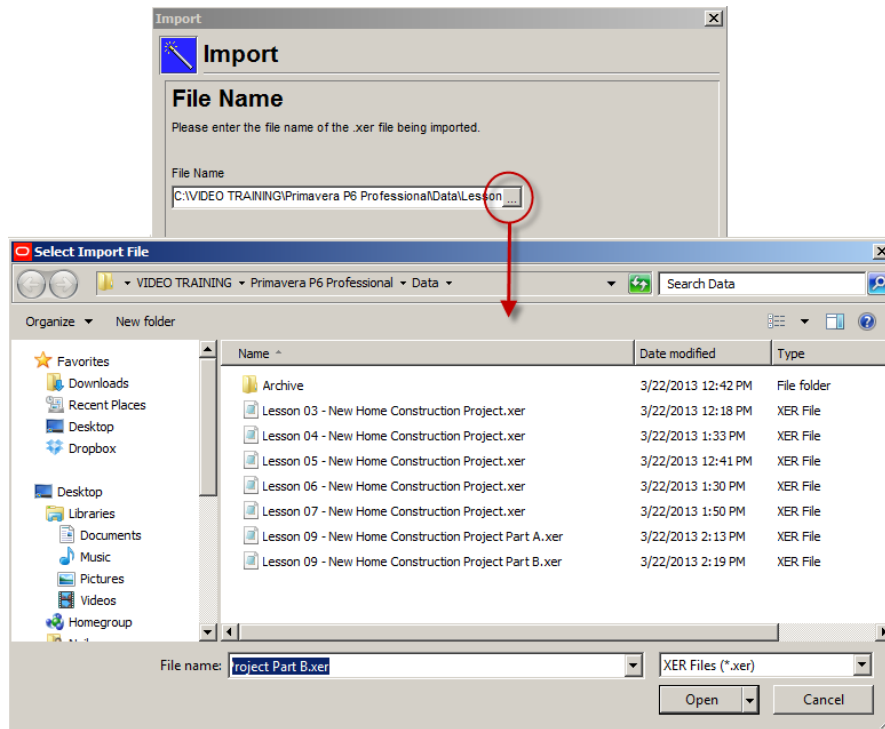 Import
Import
File Name
Please enter the file name of the .xer file being imported.
File Name
C:\VIDEO TRAINING\Primavera P6 Professional\Data\Lesson ...
Select Import File
VIDEO TRAINING Primavera P6 Professional Data Search Data
Organize New folder
Name Date modified Type
Favorites
Downloads
Recent Places
Desktop
Dropbox
Desktop
Libraries
Documents
Music
Pictures
Videos
Homegroup
Archive 3/22/2013 12:42 PM File folder
Lesson 03 - New Home Construction Project.xer 3/22/2013 12:18 PM XER File
Lesson 04 - New Home Construction Project.xer 3/22/2013 1:33 PM XER File
Lesson 05 - New Home Construction Project.xer 3/22/2013 12:41 PM XER File
Lesson 06 - New Home Construction Project.xer 3/22/2013 1:30 PM XER File
Lesson 07 - New Home Construction Project.xer 3/22/2013 1:50 PM XER File
Lesson 09 - New Home Construction Project Part A.xer 3/22/2013 2:13 PM XER File
Lesson 09 - New Home Construction Project Part B.xer 3/22/2013 2:19 PM XER File
File name: roject Part B.xer XER Files (*.xer)
Open Cancel